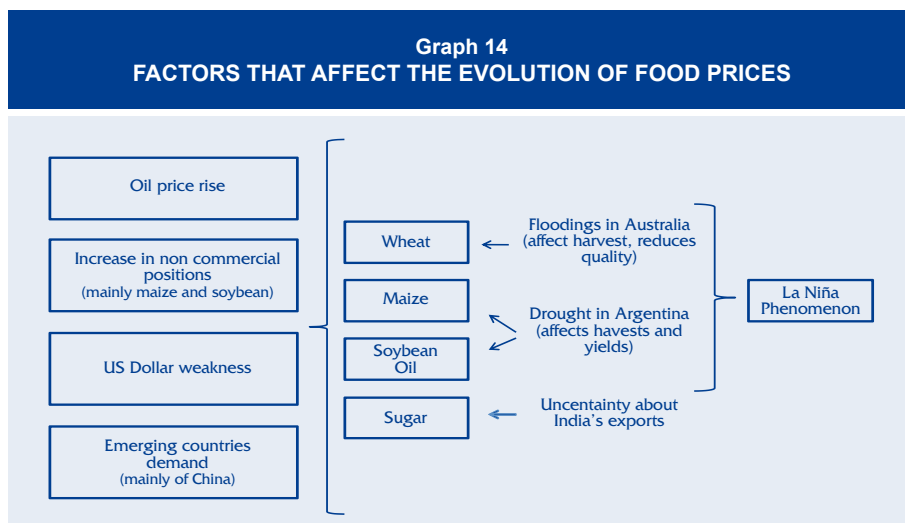 Graph 14
FACTORS THAT AFFECT THE EVOLUTION OF FOOD PRICES
Oil price rise
Increase in non commercial
positions
(mainly maize and soybean)
US Dollar weakness
Emerging countries
demand
(mainly of China)
Wheat
Maize
Soybean
Oil
Sugar
Floodings in Australia
(affect harvest, reduces
quality)
Drought in Argentina
(affects havests and
yields)
Uncentainty about
India's exports
La Niña
Phenomenon